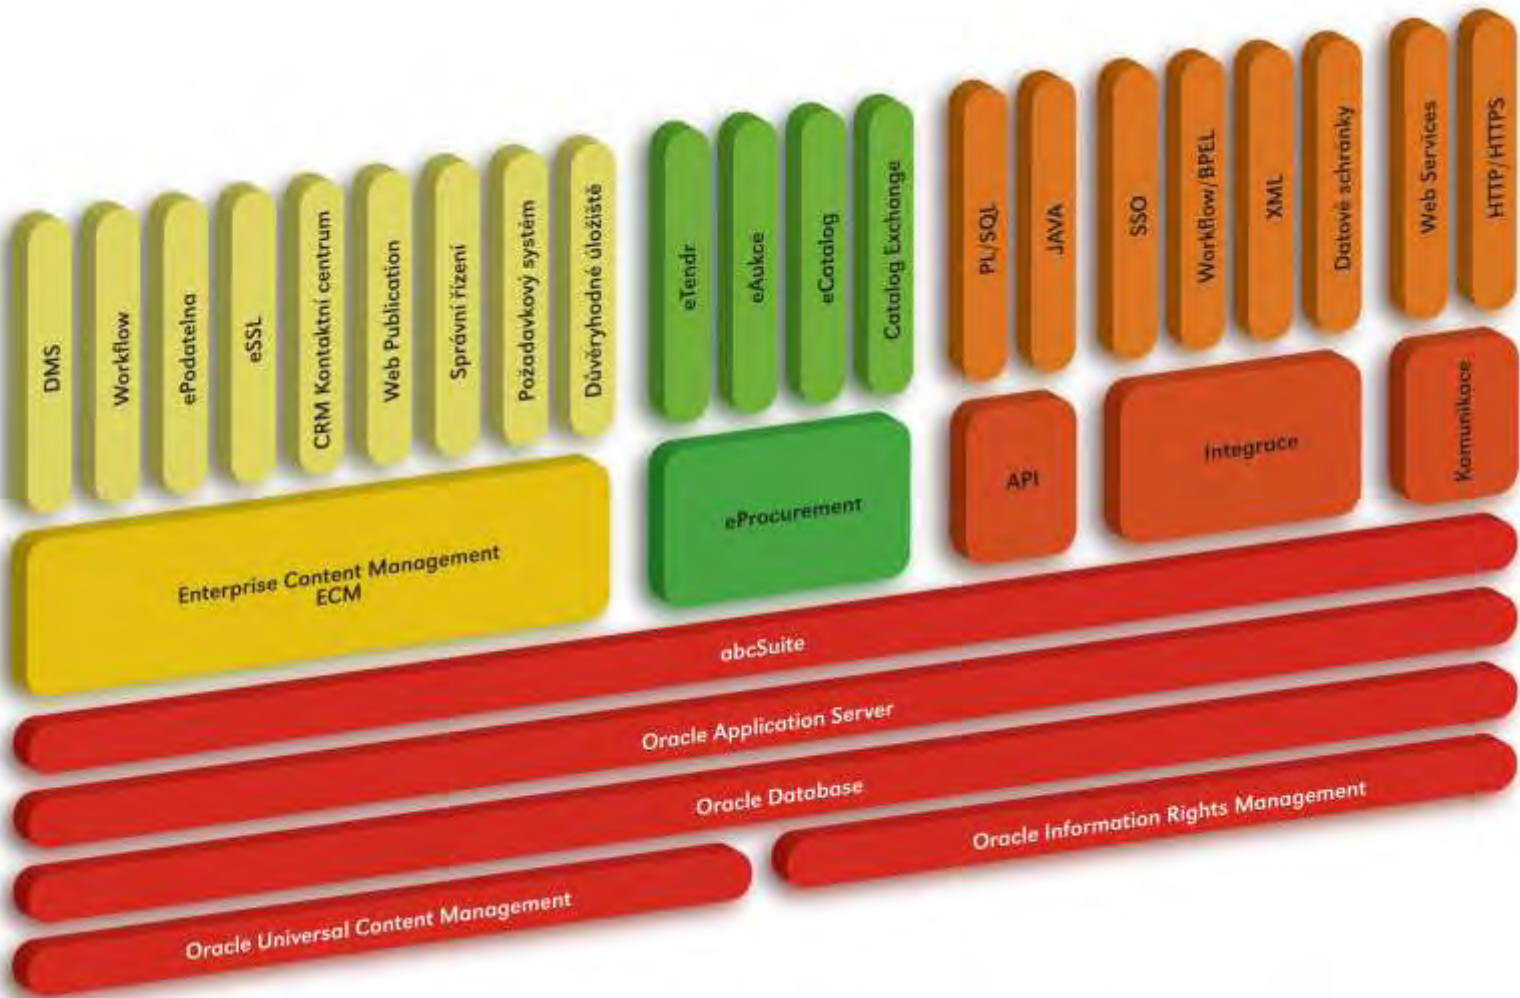 DMS
Workflow
ePodatelna
eSSL
CRM Kontaktní centrum
Web Publication
Správní řízení
Požadavkový systém
Důvěryhodné úložiště
eTendr
eAukce
eCatalog
Catalog Exchange
PL/SQL
JAVA
SSO
Workflow/BPEL
XML
Datové schránky
Web Services
HTTP/HTTPS
Enterprise Content Management
ECM
eProcurement
API
Integrace
Komunikace
abcSuite
Oracle Application Server
Oracle Database
Oracle Information Rights Management
Oracle Universal Content Management